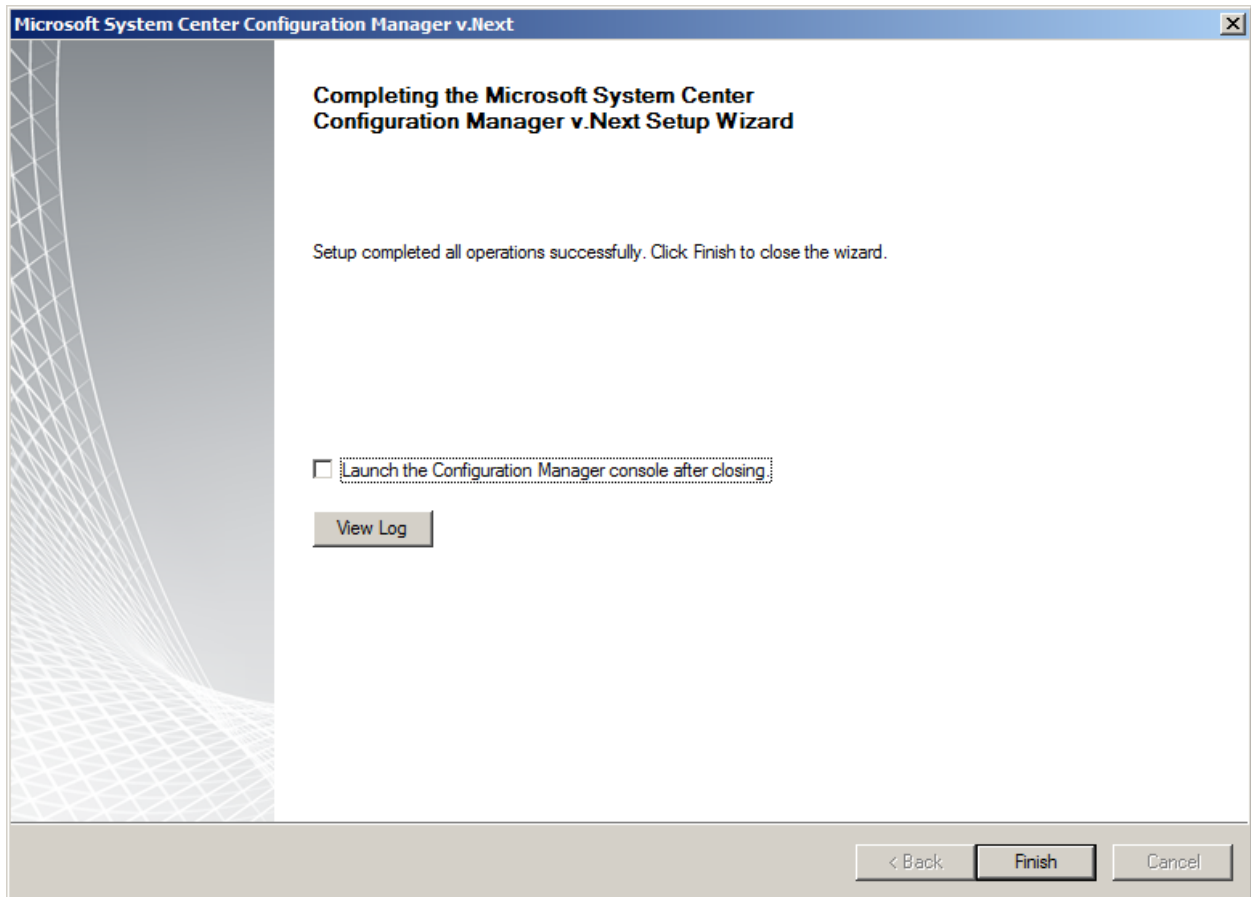 Microsoft System Center Configuration Manager v.Next
Completing the Microsoft System Center
Configuration Manager v.Next Setup Wizard
Setup completed all operations successfully. Click Finish to close the wizard.
Launch the Configuration Manager console after closing.
View Log
< Back Finish Cancel